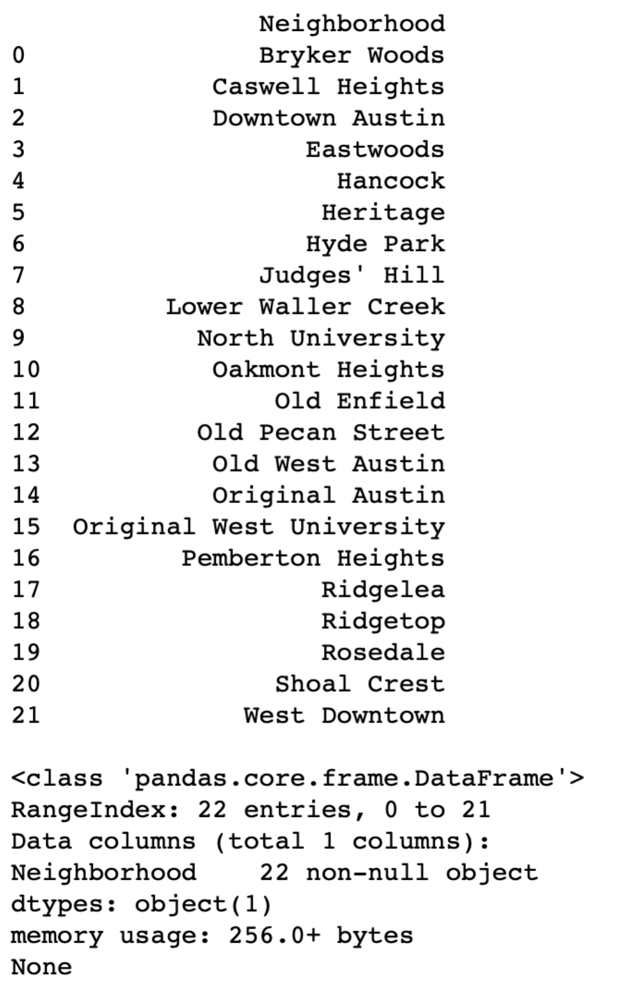 Neighborhood
0 Bryker Woods
1 Caswell Heights
2 Downtown Austin
3 Eastwoods
4 Hancock
5 Heritage
6 Hyde Park
7 Judges' Hill
8 Lower Waller Creek
9 North University
10 Oakmont Heights
11 Old Enfield
12 Old Pecan Street
13 Old West Austin
14 Original Austin
15 Original West University
16 Pemberton Heights
17 Ridgelea
18 Ridgetop
19 Rosedale
20 Shoal Crest
21 West Downtown
<class 'pandas.core.frame.DataFrame'>
RangeIndex: 22 entries, 0 to 21
Data columns (total 1 columns):
Neighborhood    22 non-null object
dtypes: object(1)
memory usage: 256.0+ bytes
None